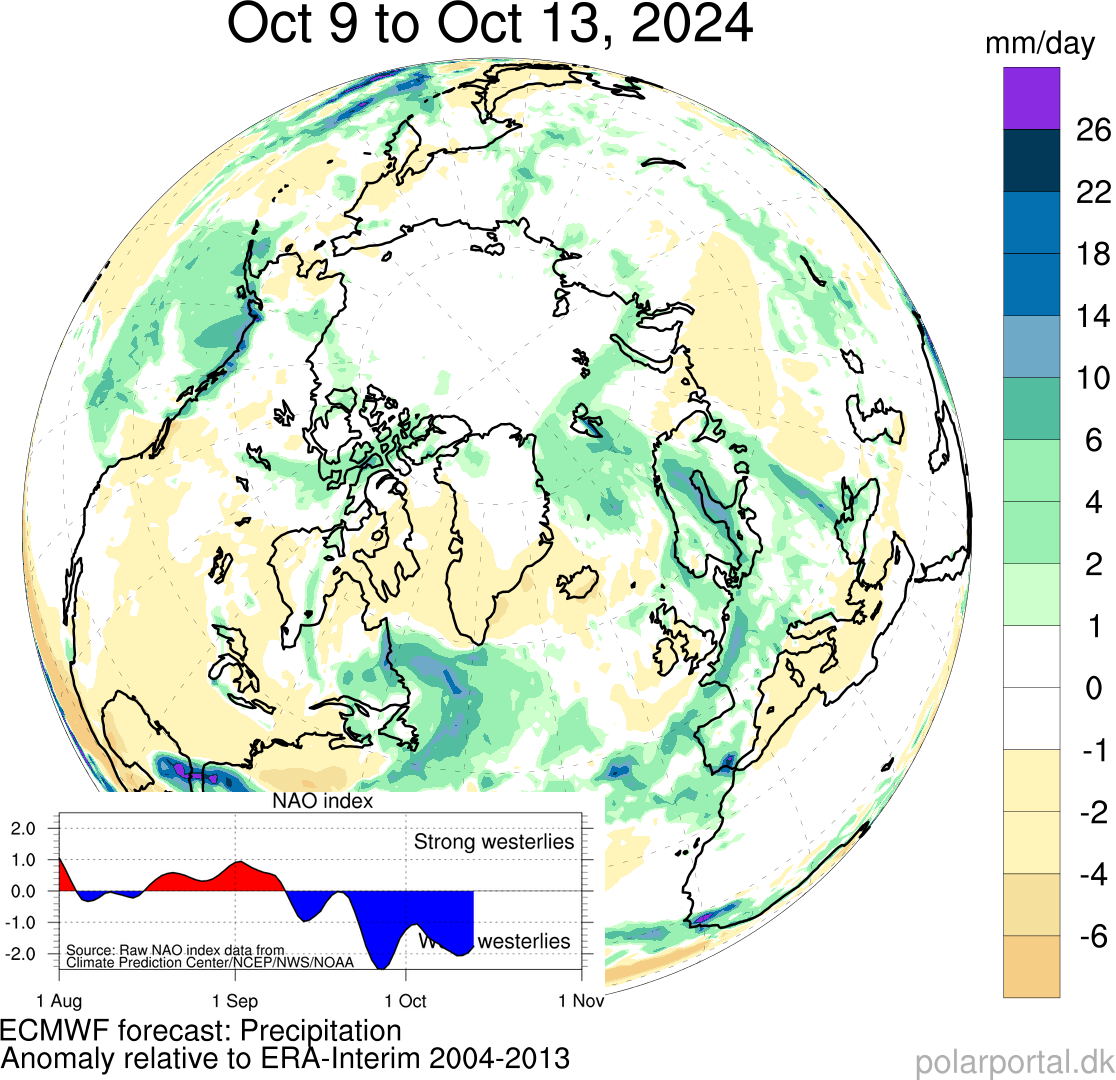 Oct 9 to Oct 13, 2024
mm/day
26
22
18
14
10
6
4
2
1
0
-1
-2
-4
-6
NAO index
2.0
1.0
0.0
-1.0
-2.0
Strong westerlies
westerlies
Source: Raw NAO index data from
Climate Prediction Center/NCEP/NWS/NOAA
1 Aug
1 Sep
1 Oct
1 Nov
ECMWF forecast: Precipitation
Anomaly relative to ERA-Interim 2004-2013
polarportal.dk